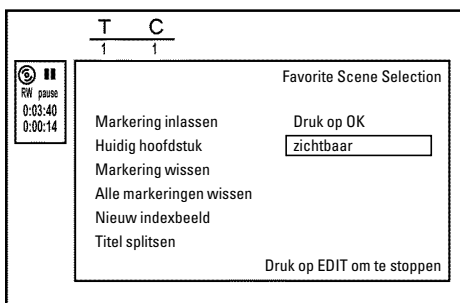 T C
1 1
RW pause
0:03:40
0:00:14
Favorite Scene Selection
Markering inlassen Druk op OK
Huidig hoofdstuk zichtbaar
Markering wissen
Alle markeringen wissen
Nieuw indexbeeld
Titel splitsen
Druk op EDIT om te stoppen